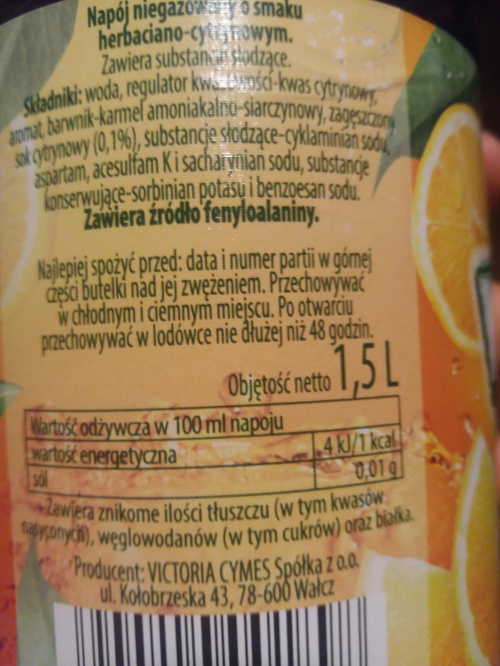 Napój niegazowany o smaku
herbaciano-cytrynowym.
Zawiera substancje słodzące.
Składniki: woda, regulator kwasowości-kwas cytrynowy,
aromat, barwnik-karmel amoniakalno-siarczynowy, zagęszczony
sok cytrynowy (0,1%), substancje słodzące-cyklaminian sodu,
aspartam, acesulfam K i sacharynian sodu, substancje
konserwujące-sorbinian potasu i benzoesan sodu.
Zawiera źródło fenyloalaniny.
Najlepiej spożyć przed: data i numer partii w górnej
części butelki nad jej zwężeniem. Przechowywać
w chłodnym i ciemnym miejscu. Po otwarciu
przechowywać w lodówce nie dłużej niż 48 godzin.
Objętość netto 1,5 L
Wartość odżywcza w 100 ml napoju
wartość energetyczna 4 kJ/1 kcal
sól 0,01 g
Zawiera znikome ilości tłuszczu (w tym kwasów
nasyconych), węglowodanów (w tym cukrów) oraz białka.
Producent: VICTORIA CYMES Spółka z o.o.
ul. Kołobrzeska 43, 78-600 Wałcz